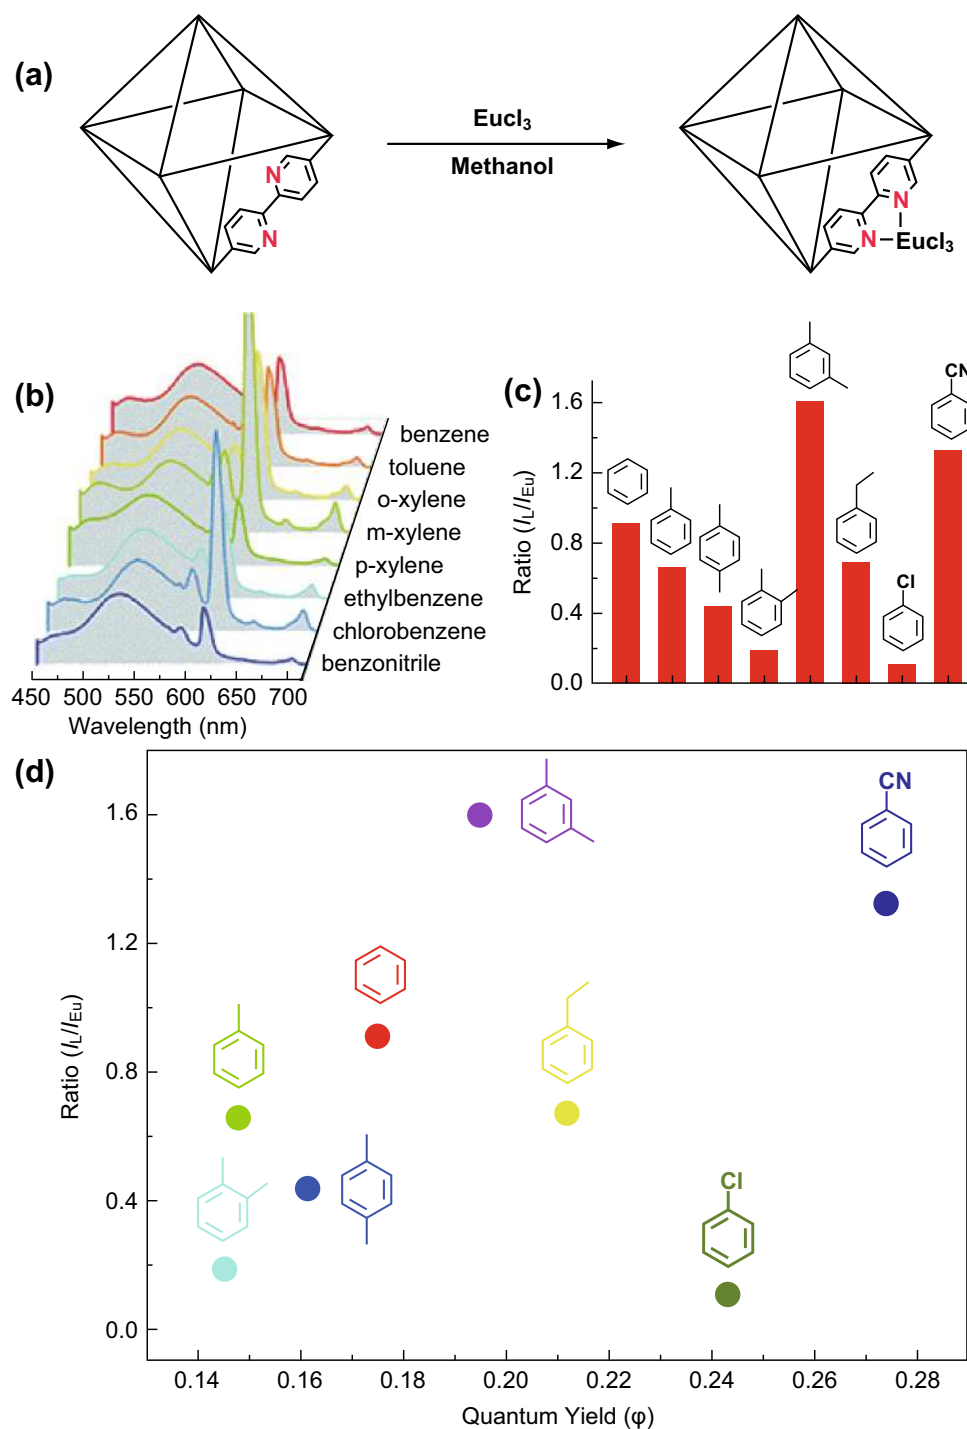 (a)
Eucl3
Methanol
N
N
N
N
Eucl3
(b)
benzene
toluene
o-xylene
m-xylene
p-xylene
ethylbenzene
chlorobenzene
benzonitrile
450 500 550 600 650 700
Wavelength (nm)
(c)
Ratio (IL/IEu)
1.6
1.2
0.8
0.4
0.0
Cl
CN
(d)
Ratio (IL/IEu)
1.6
1.2
0.8
0.4
0.0
CN
Cl
0.14 0.16 0.18 0.20 0.22 0.24 0.26 0.28
Quantum Yield (φ)